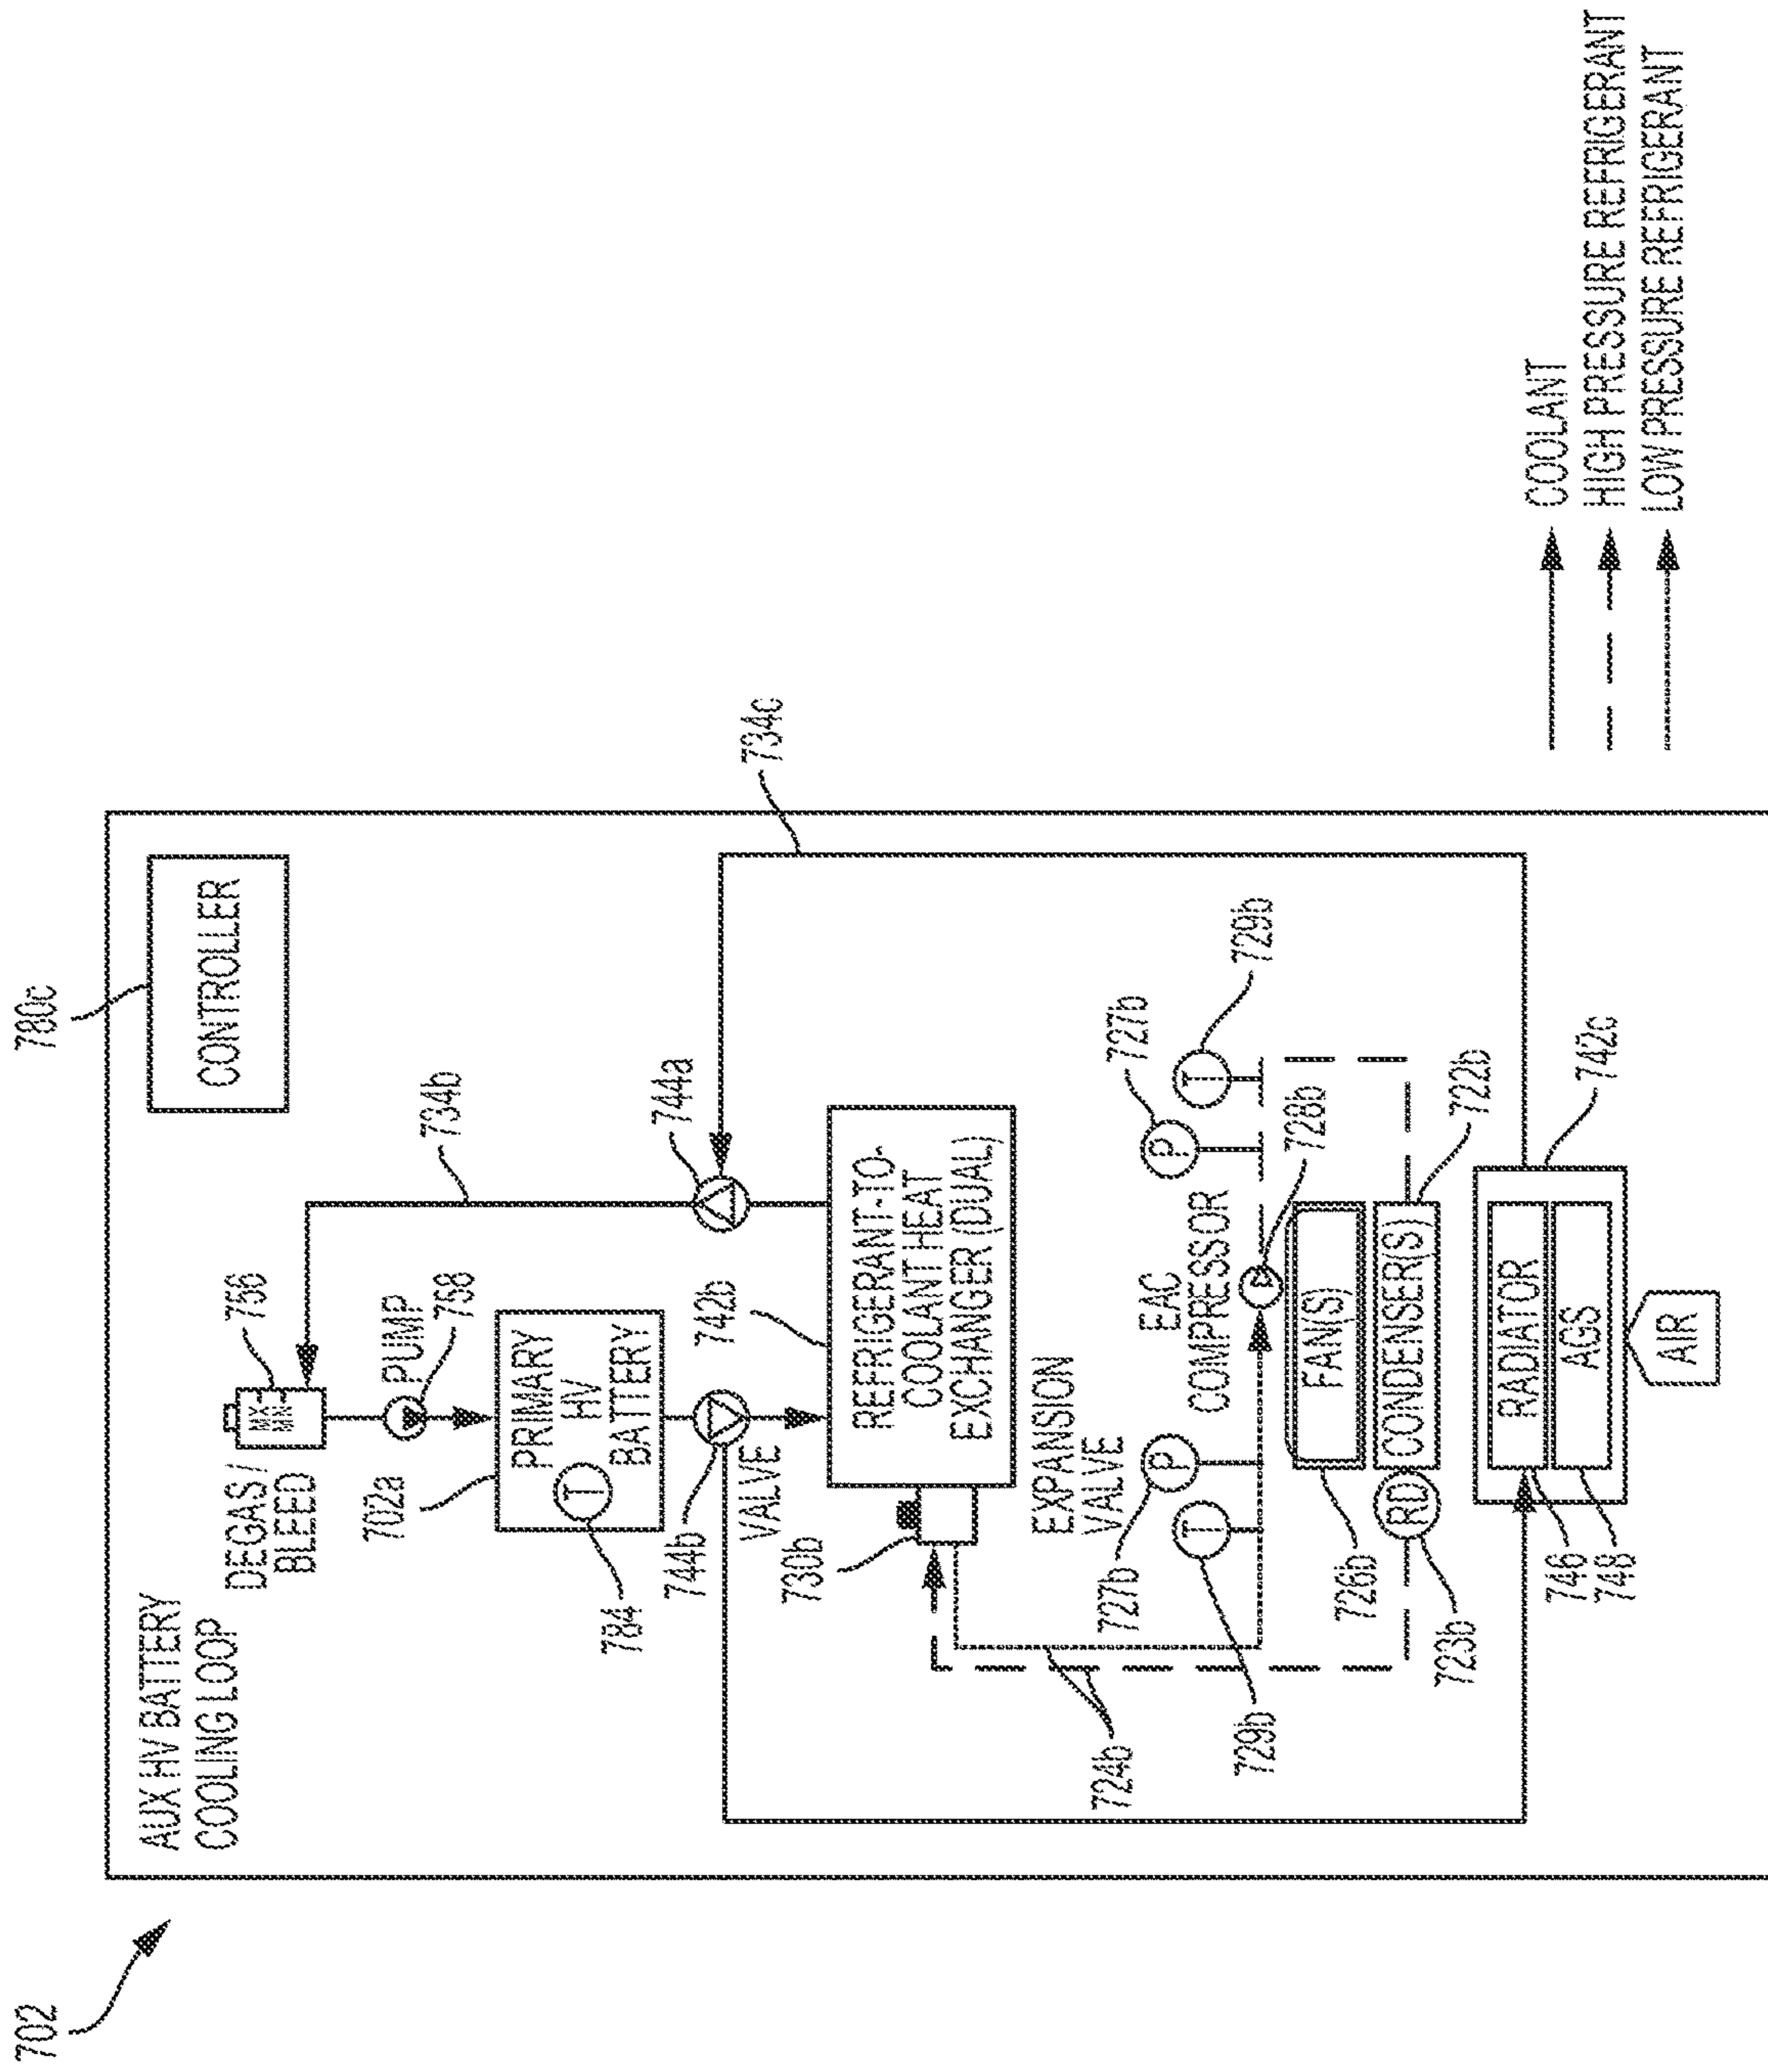 702
AUX HV BATTERY
COOLING LOOP
780c
CONTROLLER
DEGAS /
BLEED
MX
MN
756
734b
PUMP
758
702a
PRIMARY
HV
BATTERY
T
784
744b
VALVE
744a
734c
742b
REFRIGERANT-TO-
COOLANT HEAT
EXCHANGER (DUAL)
730b
EXPANSION
VALVE
724b
727b
P
729b
T
EAC
COMPRESSOR
728b
727b
P
729b
T
FAN(S)
726b
CONDENSER(S)
722b
RD
723b
742c
RADIATOR
746
AGS
748
AIR
COOLANT
HIGH PRESSURE REFRIGERANT
LOW PRESSURE REFRIGERANT